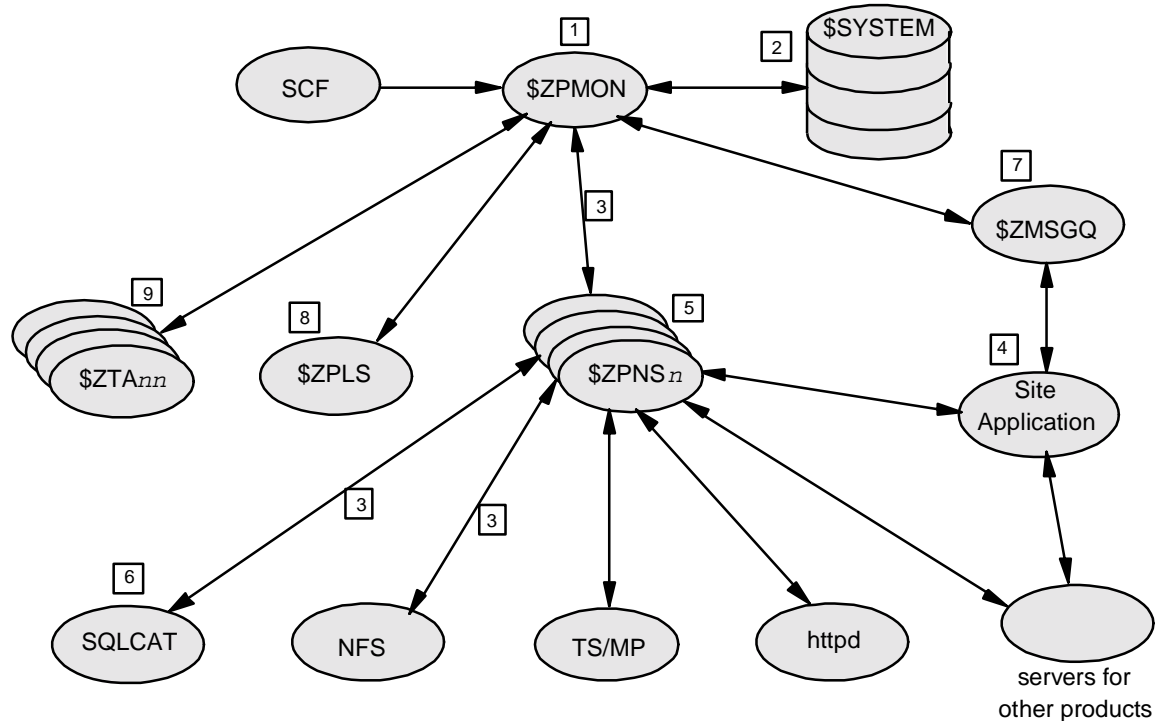 1
$SYSTEM
2
SCF
$ZPMON
7
3
$ZMSGQ
9
5
8
4
$ZTAnn
$ZPLS
$ZPNSn
Site
Application
3
3
6
SQLCAT
NFS
TS/MP
httpd
servers for
other products